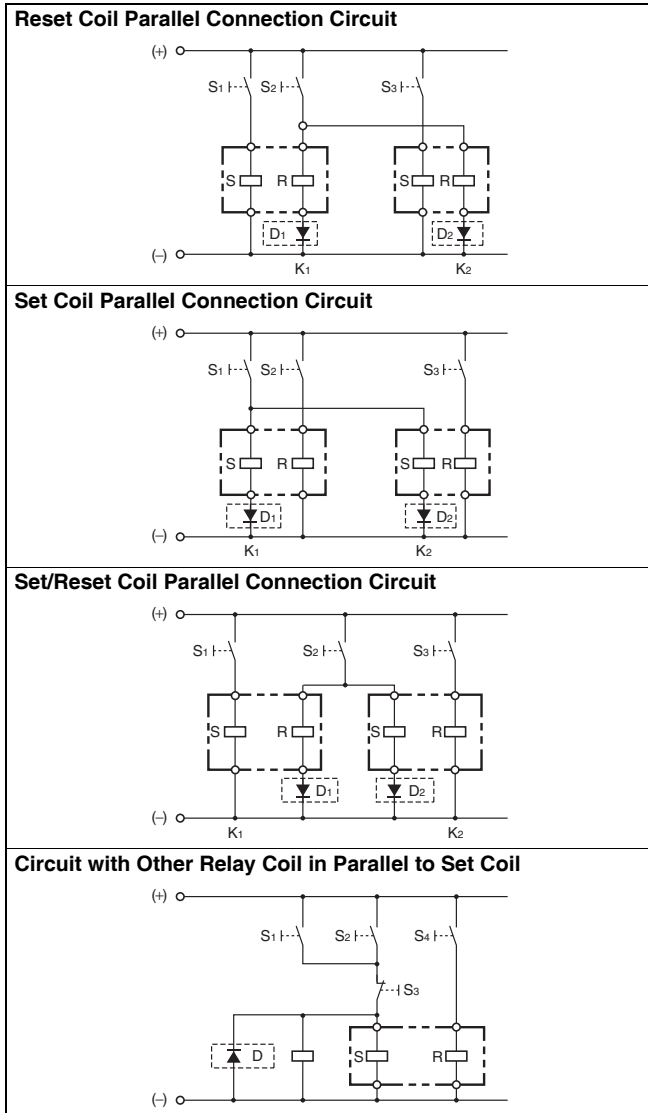 Reset Coil Parallel Connection Circuit
(+)
S1 S2 S3
S R S R
D1 D2
(−)
K1 K2
Set Coil Parallel Connection Circuit
(+)
S1 S2 S3
S R S R
D1 D2
(−)
K1 K2
Set/Reset Coil Parallel Connection Circuit
(+)
S1 S2 S3
S R S R
D1 D2
(−)
K1 K2
Circuit with Other Relay Coil in Parallel to Set Coil
(+)
S1 S2 S4
S3
D S R
(−)